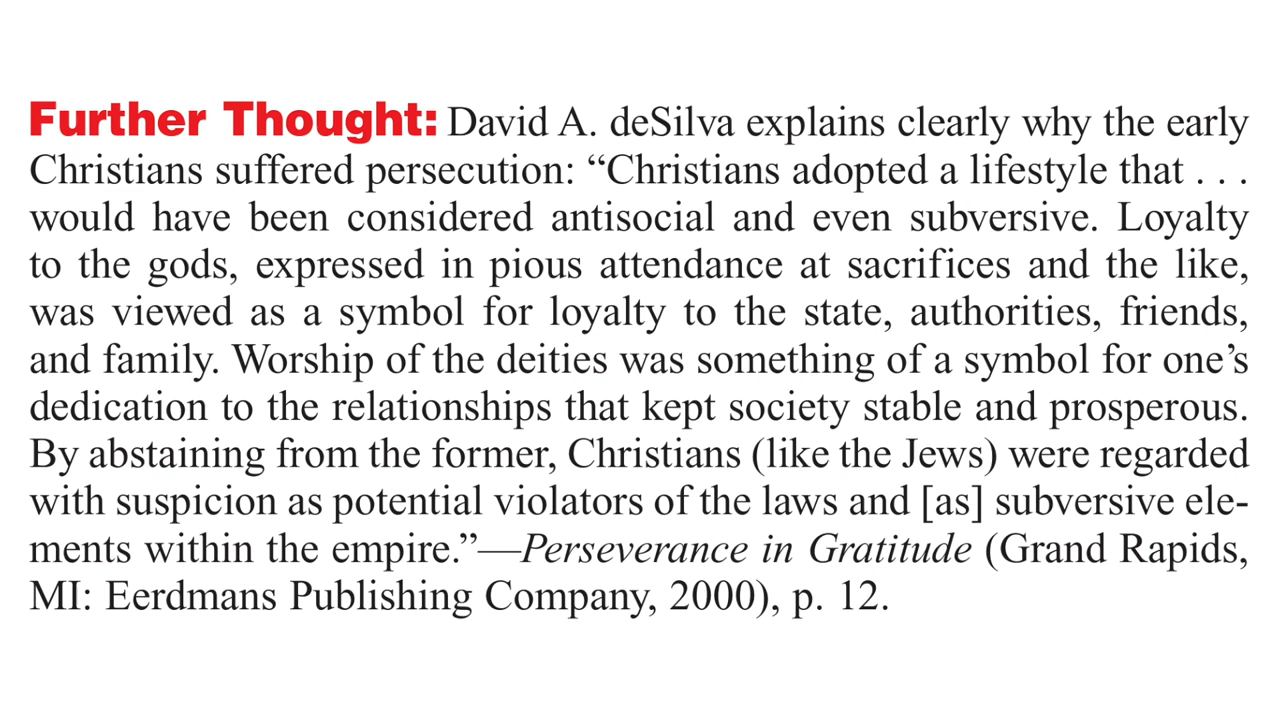 Further Thought: David A. deSilva explains clearly why the early
Christians suffered persecution: “Christians adopted a lifestyle that . . .
would have been considered antisocial and even subversive. Loyalty
to the gods, expressed in pious attendance at sacrifices and the like,
was viewed as a symbol for loyalty to the state, authorities, friends,
and family. Worship of the deities was something of a symbol for one’s
dedication to the relationships that kept society stable and prosperous.
By abstaining from the former, Christians (like the Jews) were regarded
with suspicion as potential violators of the laws and [as] subversive ele-
ments within the empire.”—Perseverance in Gratitude (Grand Rapids,
MI: Eerdmans Publishing Company, 2000), p. 12.